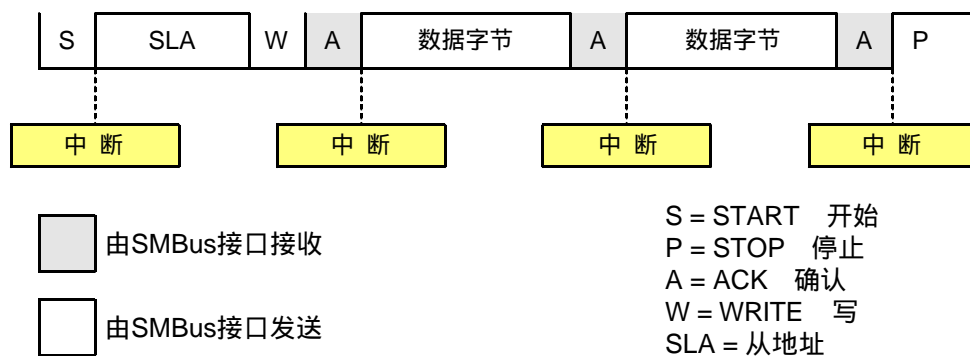 S SLA W A 数据字节 A 数据字节 A P
中 断 中 断 中 断 中 断
由SMBus接口接收
由SMBus接口发送
S = START 开始
P = STOP 停止
A = ACK 确认
W = WRITE 写
SLA = 从地址